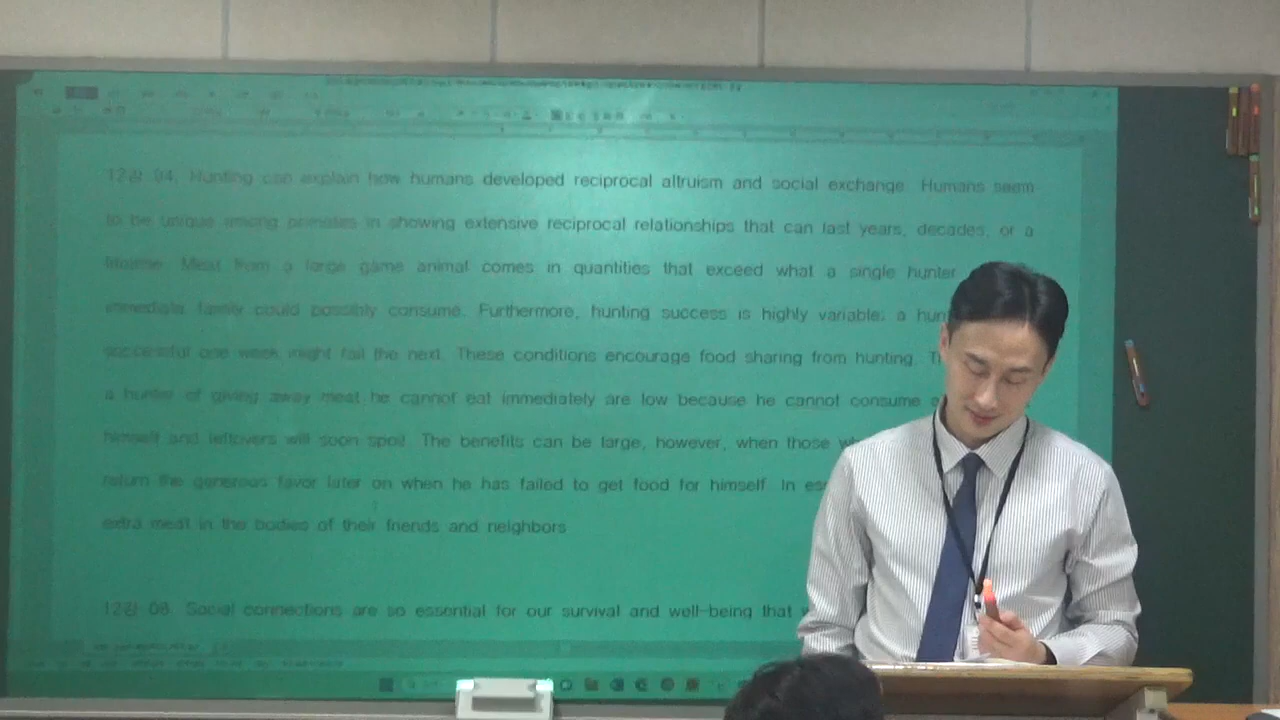 12강 04. Hunting can explain how humans developed reciprocal altruism and social exchange. Humans seem
to be unique among primates in showing extensive reciprocal relationships that can last years, decades, or a
lifetime. Meat from a large game animal comes in quantities that exceed what a single hunter
immediate family could possibly consume. Furthermore, hunting success is highly variable; a
successful one week might fail the next. These conditions encourage food sharing from hunting.
a hunter of giving away meat he cannot eat immediately are low because he cannot consume
himself and leftovers will soon spoil. The benefits can be large, however, when those
return the generous favor later on when he has failed to get food for himself. In
extra meat in the bodies of their friends and neighbors
12강 08. Social connections are so essential for our survival and well-being that